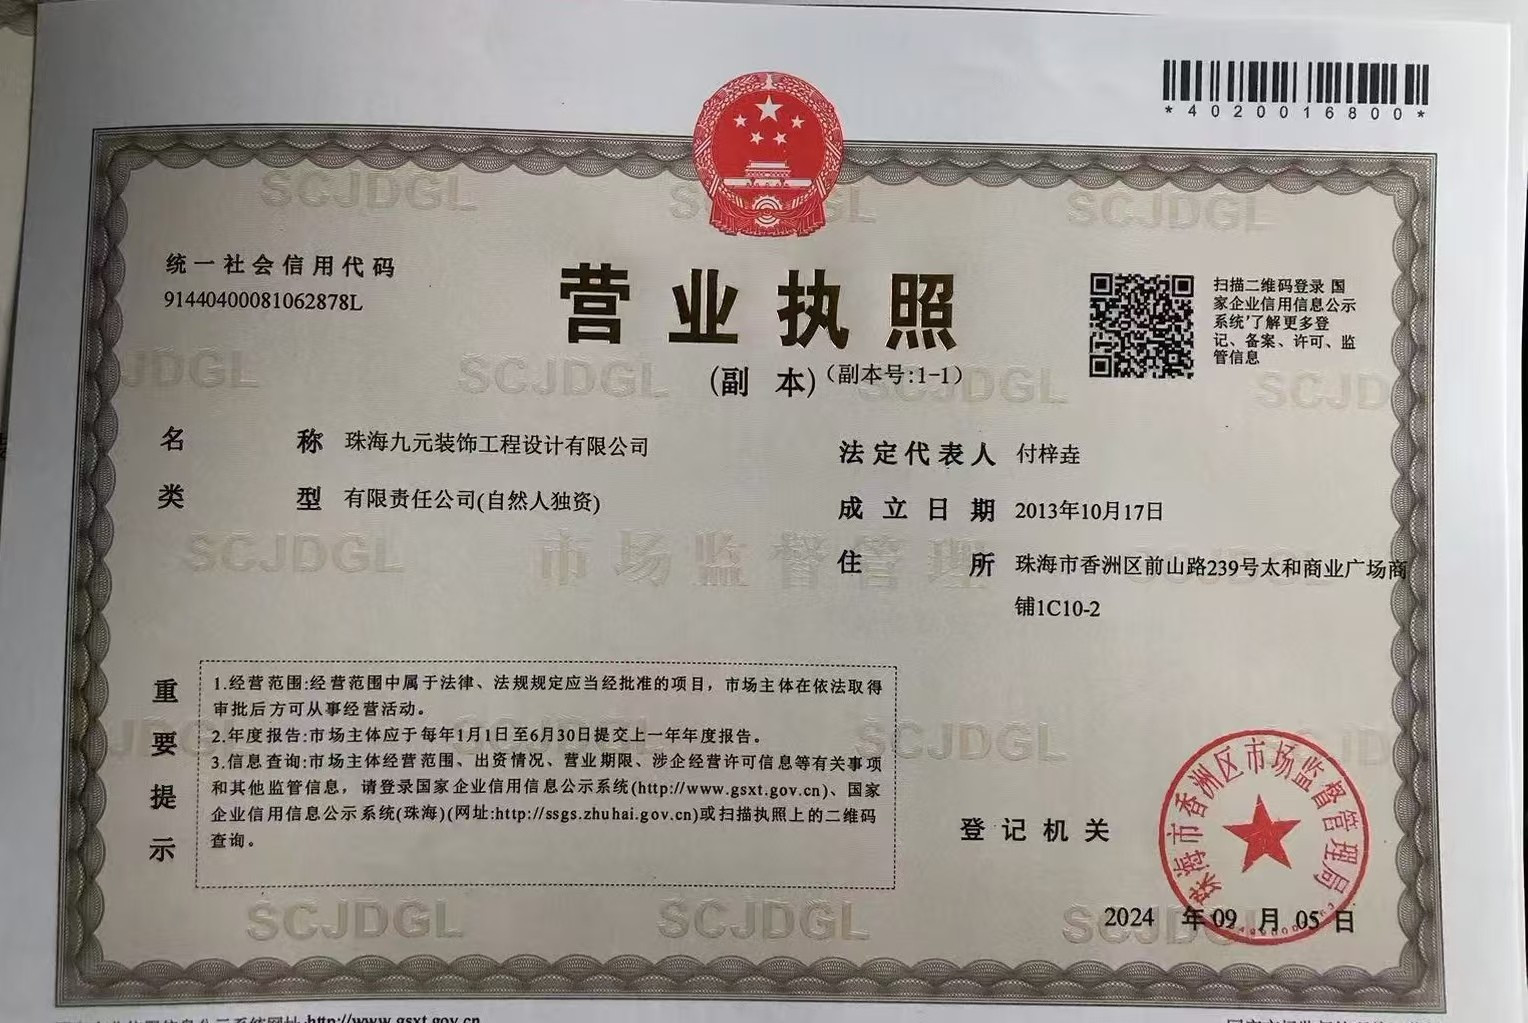 *4020016800*
统一社会信用代码
91440400081062878L
营业执照
(副 本)(副本号:1-1)
扫描二维码登录 国
家企业信用信息公示
系统'了解更多登
记、备案、许可、监
管信息
名 称 珠海九元装饰工程设计有限公司
类 型 有限责任公司(自然人独资)
法定代表人 付梓垚
成立日期 2013年10月17日
住 所 珠海市香洲区前山路239号太和商业广场商
铺1C10-2
重要提示
1.经营范围:经营范围中属于法律、法规规定应当经批准的项目，市场主体在依法取得
审批后方可从事经营活动。
2.年度报告:市场主体应于每年1月1日至6月30日提交上一年年度报告。
3.信息查询:市场主体经营范围、出资情况、营业期限、涉企经营许可信息等有关事项
和其他监管信息，请登录国家企业信用信息公示系统(http://www.gsxt.gov.cn)、国家
企业信用信息公示系统(珠海)(网址:http://ssgs.zhuhai.gov.cn)或扫描执照上的二维码
查询。
登记机关
珠海市香洲区市场监督管理局
2024 年 09 月 05 日
SCJDGL
市场监督管理
http://www.gsxt.gov.cn